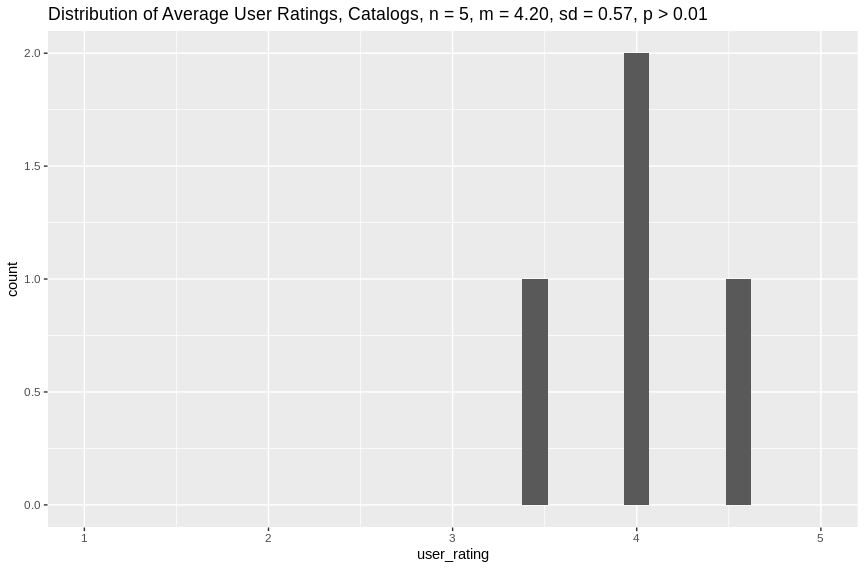 Distribution of Average User Ratings, Catalogs, n = 5, m = 4.20, sd = 0.57, p > 0.01
2.0
1.5
1.0
0.5
0.0
count
1 2 3 4 5
user_rating